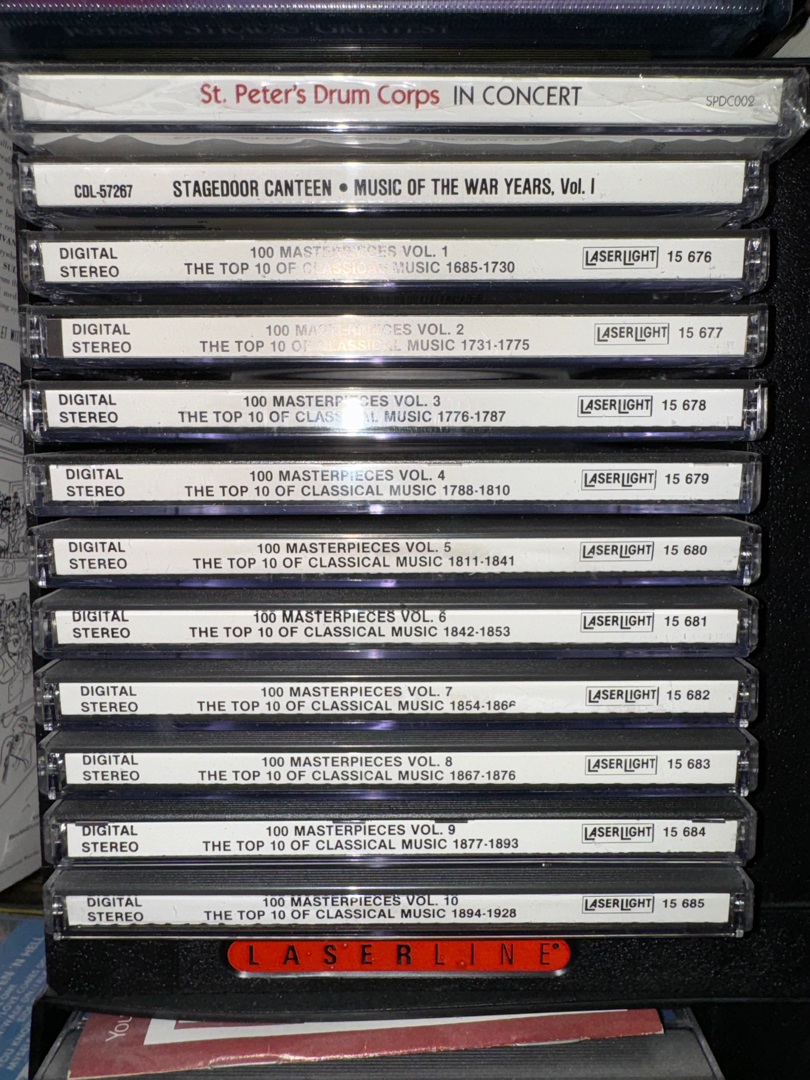 St. Peter's Drum Corps IN CONCERT SPDC002
CDL-57267 STAGEDOOR CANTEEN • MUSIC OF THE WAR YEARS, Vol. I
DIGITAL STEREO
100 MASTERPIECES VOL. 1
THE TOP 10 OF CLASSICAL MUSIC 1685-1730
LASERLIGHT 15 676
DIGITAL STEREO
100 MASTERPIECES VOL. 2
THE TOP 10 OF CLASSICAL MUSIC 1731-1775
LASERLIGHT 15 677
DIGITAL STEREO
100 MASTERPIECES VOL. 3
THE TOP 10 OF CLASSICAL MUSIC 1776-1787
LASERLIGHT 15 678
DIGITAL STEREO
100 MASTERPIECES VOL. 4
THE TOP 10 OF CLASSICAL MUSIC 1788-1810
LASERLIGHT 15 679
DIGITAL STEREO
100 MASTERPIECES VOL. 5
THE TOP 10 OF CLASSICAL MUSIC 1811-1841
LASERLIGHT 15 680
DIGITAL STEREO
100 MASTERPIECES VOL. 6
THE TOP 10 OF CLASSICAL MUSIC 1842-1853
LASERLIGHT 15 681
DIGITAL STEREO
100 MASTERPIECES VOL. 7
THE TOP 10 OF CLASSICAL MUSIC 1854-1866
LASERLIGHT 15 682
DIGITAL STEREO
100 MASTERPIECES VOL. 8
THE TOP 10 OF CLASSICAL MUSIC 1867-1876
LASERLIGHT 15 683
DIGITAL STEREO
100 MASTERPIECES VOL. 9
THE TOP 10 OF CLASSICAL MUSIC 1877-1893
LASERLIGHT 15 684
DIGITAL STEREO
100 MASTERPIECES VOL. 10
THE TOP 10 OF CLASSICAL MUSIC 1894-1928
LASERLIGHT 15 685
LASERLINE®